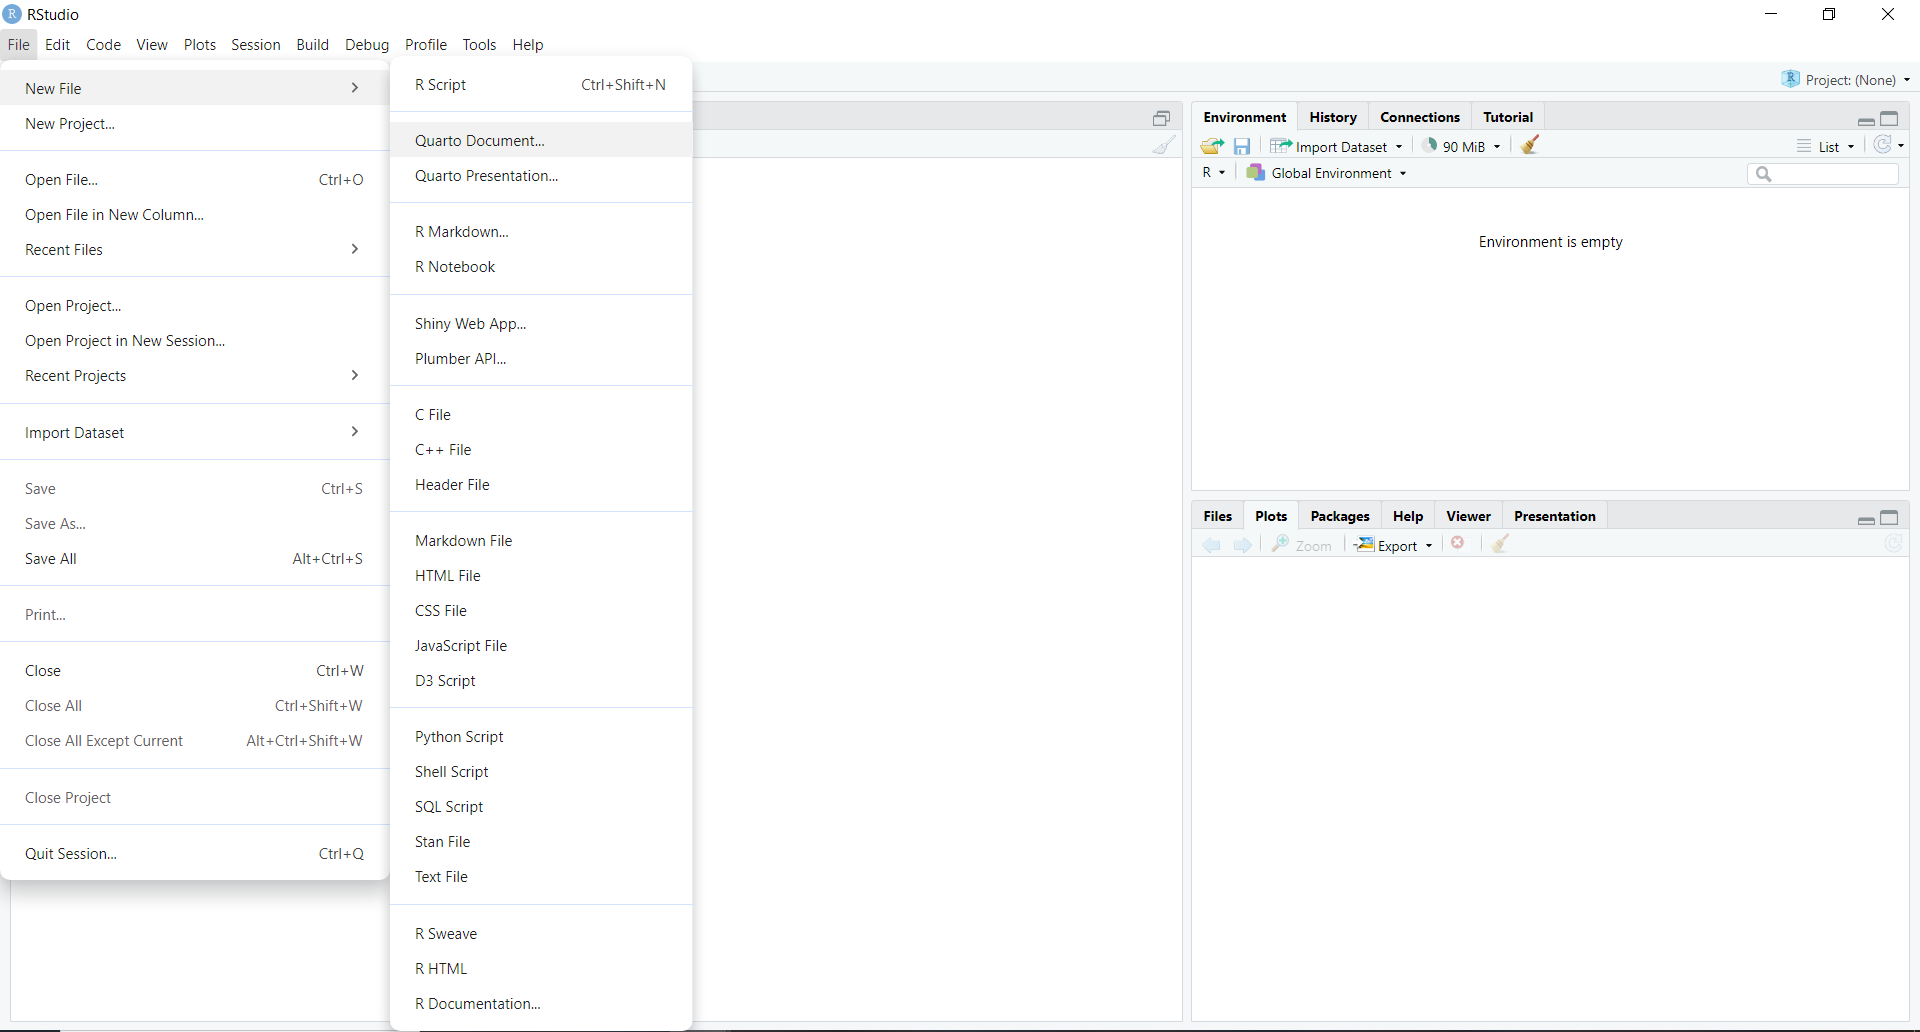 RStudio
File Edit Code View Plots Session Build Debug Profile Tools Help
Project: (None)
New File
New Project...
Open File... Ctrl+O
Open File in New Column...
Recent Files
Open Project...
Open Project in New Session...
Recent Projects
Import Dataset
Save Ctrl+S
Save As...
Save All Alt+Ctrl+S
Print...
Close Ctrl+W
Close All Ctrl+Shift+W
Close All Except Current Alt+Ctrl+Shift+W
Close Project
Quit Session... Ctrl+Q
R Script Ctrl+Shift+N
Quarto Document...
Quarto Presentation...
R Markdown...
R Notebook
Shiny Web App...
Plumber API...
C File
C++ File
Header File
Markdown File
HTML File
CSS File
JavaScript File
D3 Script
Python Script
Shell Script
SQL Script
Stan File
Text File
R Sweave
R HTML
R Documentation...
Environment History Connections Tutorial
Import Dataset 90 MiB List
R Global Environment
Environment is empty
Files Plots Packages Help Viewer Presentation
Zoom Export